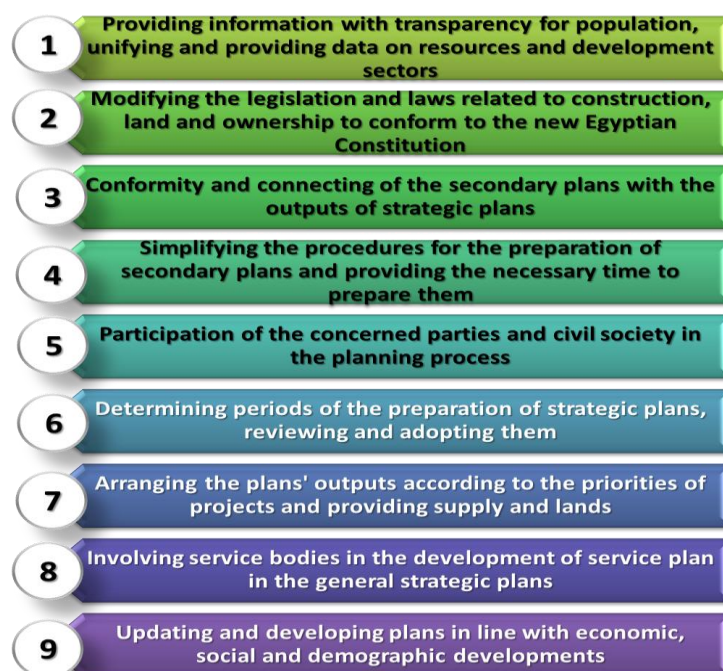 1
Providing information with transparency for population,
unifying and providing data on resources and development
sectors
2
Modifying the legislation and laws related to construction,
land and ownership to conform to the new Egyptian
Constitution
3
Conformity and connecting of the secondary plans with the
outputs of strategic plans
4
Simplifying the procedures for the preparation of
secondary plans and providing the necessary time to
prepare them
5
Participation of the concerned parties and civil society in
the planning process
6
Determining periods of the preparation of strategic plans,
reviewing and adopting them
7
Arranging the plans' outputs according to the priorities of
projects and providing supply and lands
8
Involving service bodies in the development of service plan
in the general strategic plans
9
Updating and developing plans in line with economic,
social and demographic developments